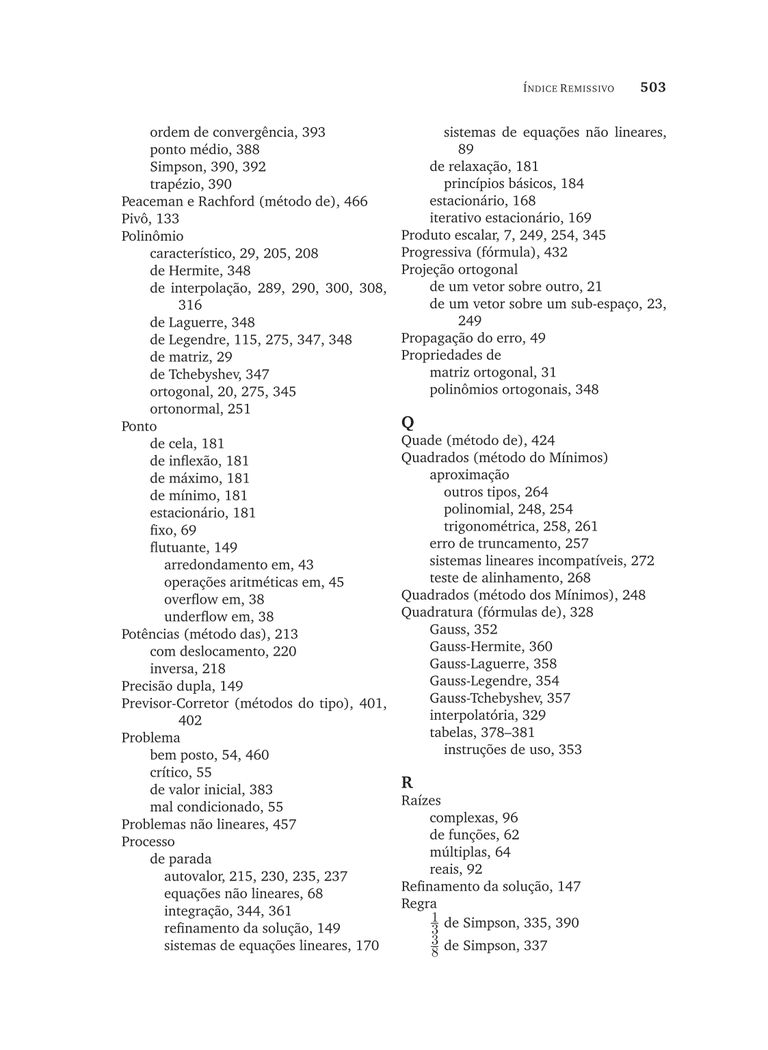 ÍNDICE REMISSIVO 503
ordem de convergência, 393
ponto médio, 388
Simpson, 390, 392
trapézio, 390
Peaceman e Rachford (método de), 466
Pivô, 133
Polinômio
característico, 29, 205, 208
de Hermite, 348
de interpolação, 289, 290, 300, 308,
316
de Laguerre, 348
de Legendre, 115, 275, 347, 348
de matriz, 29
de Tchebyshev, 347
ortogonal, 20, 275, 345
ortonormal, 251
Ponto
de cela, 181
de inflexão, 181
de máximo, 181
de mínimo, 181
estacionário, 181
fixo, 69
flutuante, 149
arredondamento em, 43
operações aritméticas em, 45
overflow em, 38
underflow em, 38
Potências (método das), 213
com deslocamento, 220
inversa, 218
Precisão dupla, 149
Previsor-Corretor (métodos do tipo), 401,
402
Problema
bem posto, 54, 460
crítico, 55
de valor inicial, 383
mal condicionado, 55
Problemas não lineares, 457
Processo
de parada
autovalor, 215, 230, 235, 237
equações não lineares, 68
integração, 344, 361
refinamento da solução, 149
sistemas de equações lineares, 170
sistemas de equações não lineares,
89
de relaxação, 181
princípios básicos, 184
estacionário, 168
iterativo estacionário, 169
Produto escalar, 7, 249, 254, 345
Progressiva (fórmula), 432
Projeção ortogonal
de um vetor sobre outro, 21
de um vetor sobre um sub-espaço, 23,
249
Propagação do erro, 49
Propriedades de
matriz ortogonal, 31
polinômios ortogonais, 348
Q
Quade (método de), 424
Quadrados (método do Mínimos)
aproximação
outros tipos, 264
polinomial, 248, 254
trigonométrica, 258, 261
erro de truncamento, 257
sistemas lineares incompatíveis, 272
teste de alinhamento, 268
Quadrados (método dos Mínimos), 248
Quadratura (fórmulas de), 328
Gauss, 352
Gauss-Hermite, 360
Gauss-Laguerre, 358
Gauss-Legendre, 354
Gauss-Tchebyshev, 357
interpolatória, 329
tabelas, 378–381
instruções de uso, 353
R
Raízes
complexas, 96
de funções, 62
múltiplas, 64
reais, 92
Refinamento da solução, 147
Regra
1/3 de Simpson, 335, 390
3/8 de Simpson, 337